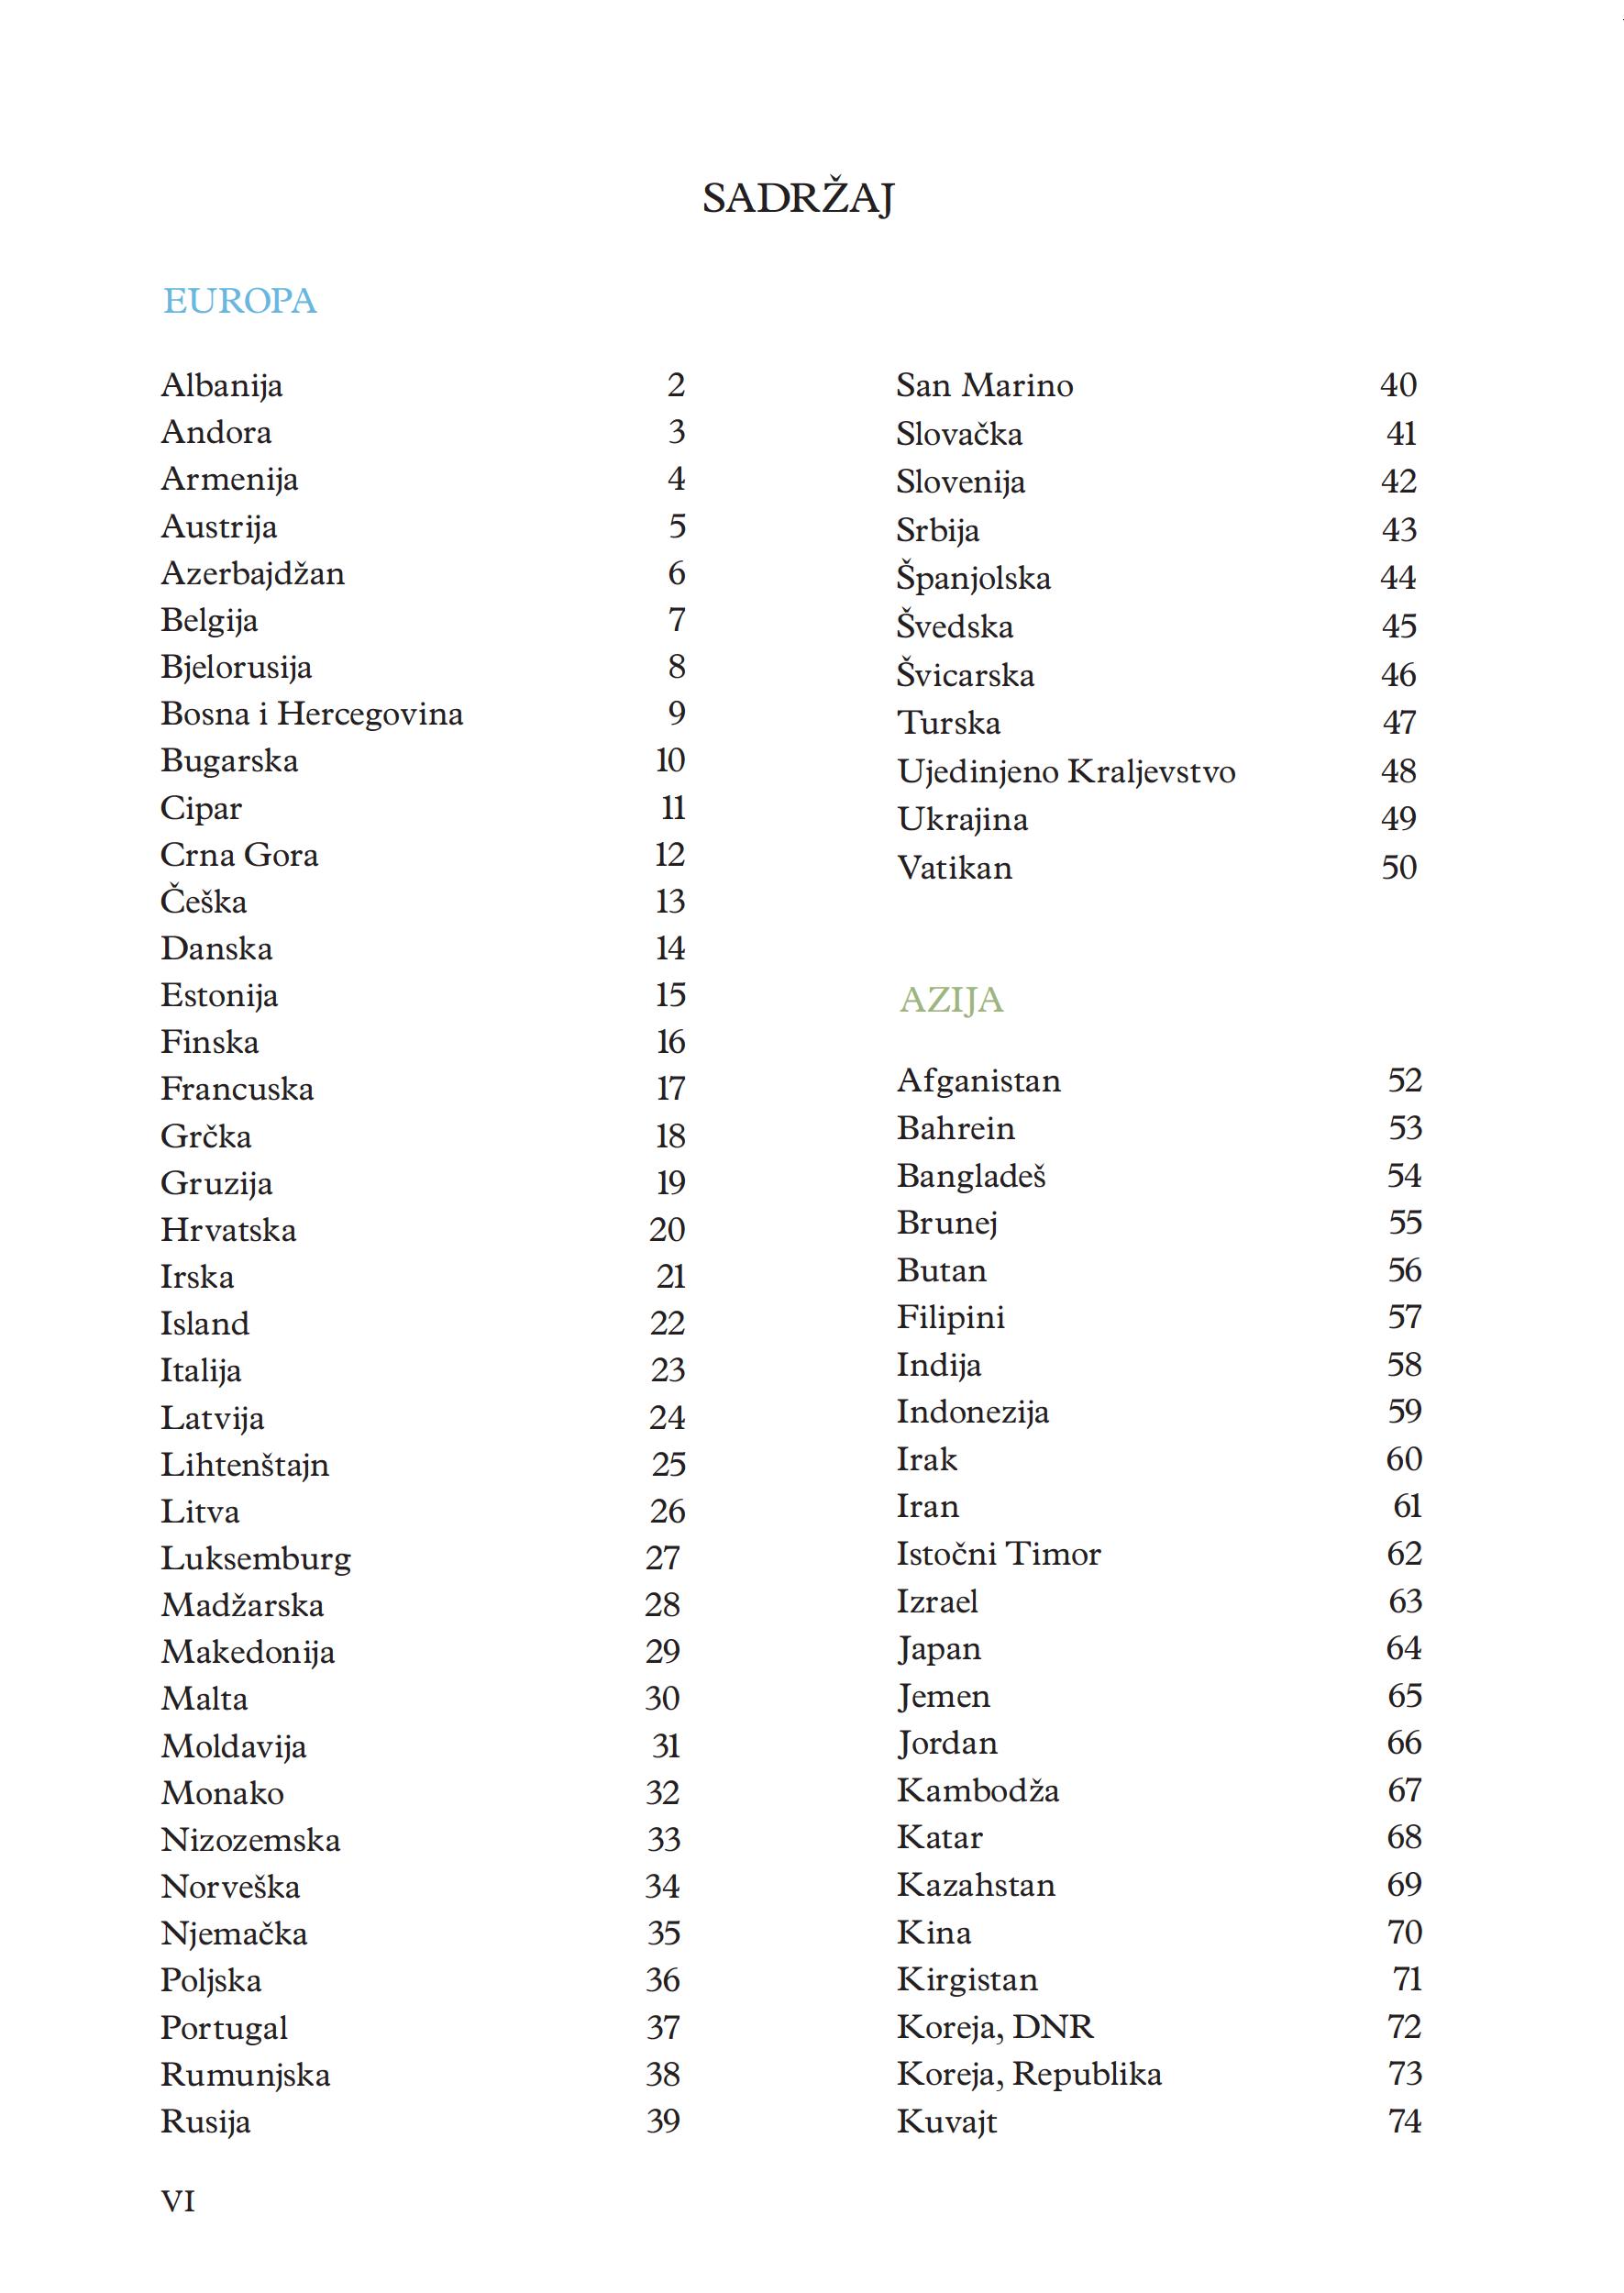 SADRŽAJ
EUROPA
Albanija 2
Andora 3
Armenija 4
Austrija 5
Azerbajdžan 6
Belgija 7
Bjelorusija 8
Bosna i Hercegovina 9
Bugarska 10
Cipar 11
Crna Gora 12
Češka 13
Danska 14
Estonija 15
Finska 16
Francuska 17
Grčka 18
Gruzija 19
Hrvatska 20
Irska 21
Island 22
Italija 23
Latvija 24
Lihtenštajn 25
Litva 26
Luksemburg 27
Madžarska 28
Makedonija 29
Malta 30
Moldavija 31
Monako 32
Nizozemska 33
Norveška 34
Njemačka 35
Poljska 36
Portugal 37
Rumunjska 38
Rusija 39
San Marino 40
Slovačka 41
Slovenija 42
Srbija 43
Španjolska 44
Švedska 45
Švicarska 46
Turska 47
Ujedinjeno Kraljevstvo 48
Ukrajina 49
Vatikan 50
AZIJA
Afganistan 52
Bahrein 53
Bangladeš 54
Brunej 55
Butan 56
Filipini 57
Indija 58
Indonezija 59
Irak 60
Iran 61
Istočni Timor 62
Izrael 63
Japan 64
Jemen 65
Jordan 66
Kambodža 67
Katar 68
Kazahstan 69
Kina 70
Kirgistan 71
Koreja, DNR 72
Koreja, Republika 73
Kuvajt 74
VI